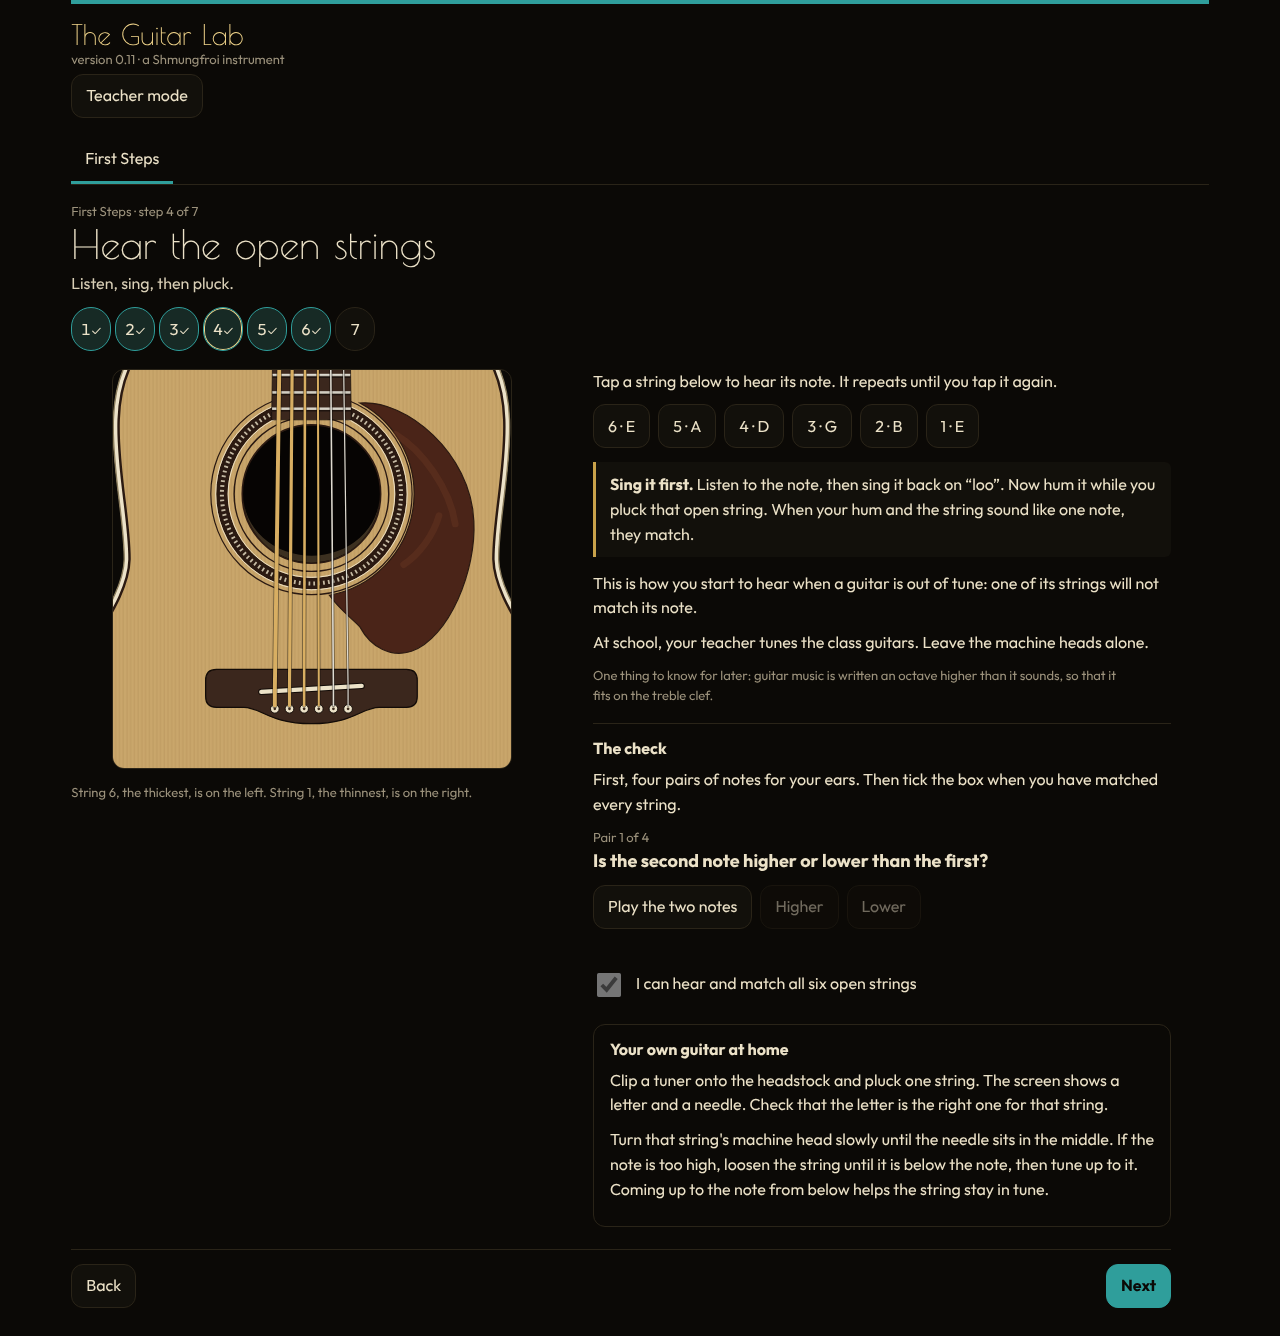 The Guitar Lab
version 0.11 · a Shmungfroi instrument
Teacher mode
First Steps
First Steps · step 4 of 7
Hear the open strings
Listen, sing, then pluck.
1✓ 2✓ 3✓ 4✓ 5✓ 6✓ 7
Tap a string below to hear its note. It repeats until you tap it again.
6 · E 5 · A 4 · D 3 · G 2 · B 1 · E
Sing it first. Listen to the note, then sing it back on “loo”. Now hum it while you
pluck that open string. When your hum and the string sound like one note,
they match.
This is how you start to hear when a guitar is out of tune: one of its strings will not
match its note.
At school, your teacher tunes the class guitars. Leave the machine heads alone.
One thing to know for later: guitar music is written an octave higher than it sounds, so that it
fits on the treble clef.
String 6, the thickest, is on the left. String 1, the thinnest, is on the right.
The check
First, four pairs of notes for your ears. Then tick the box when you have matched
every string.
Pair 1 of 4
Is the second note higher or lower than the first?
Play the two notes Higher Lower
I can hear and match all six open strings
Your own guitar at home
Clip a tuner onto the headstock and pluck one string. The screen shows a
letter and a needle. Check that the letter is the right one for that string.
Turn that string's machine head slowly until the needle sits in the middle. If the
note is too high, loosen the string until it is below the note, then tune up to it.
Coming up to the note from below helps the string stay in tune.
Back
Next